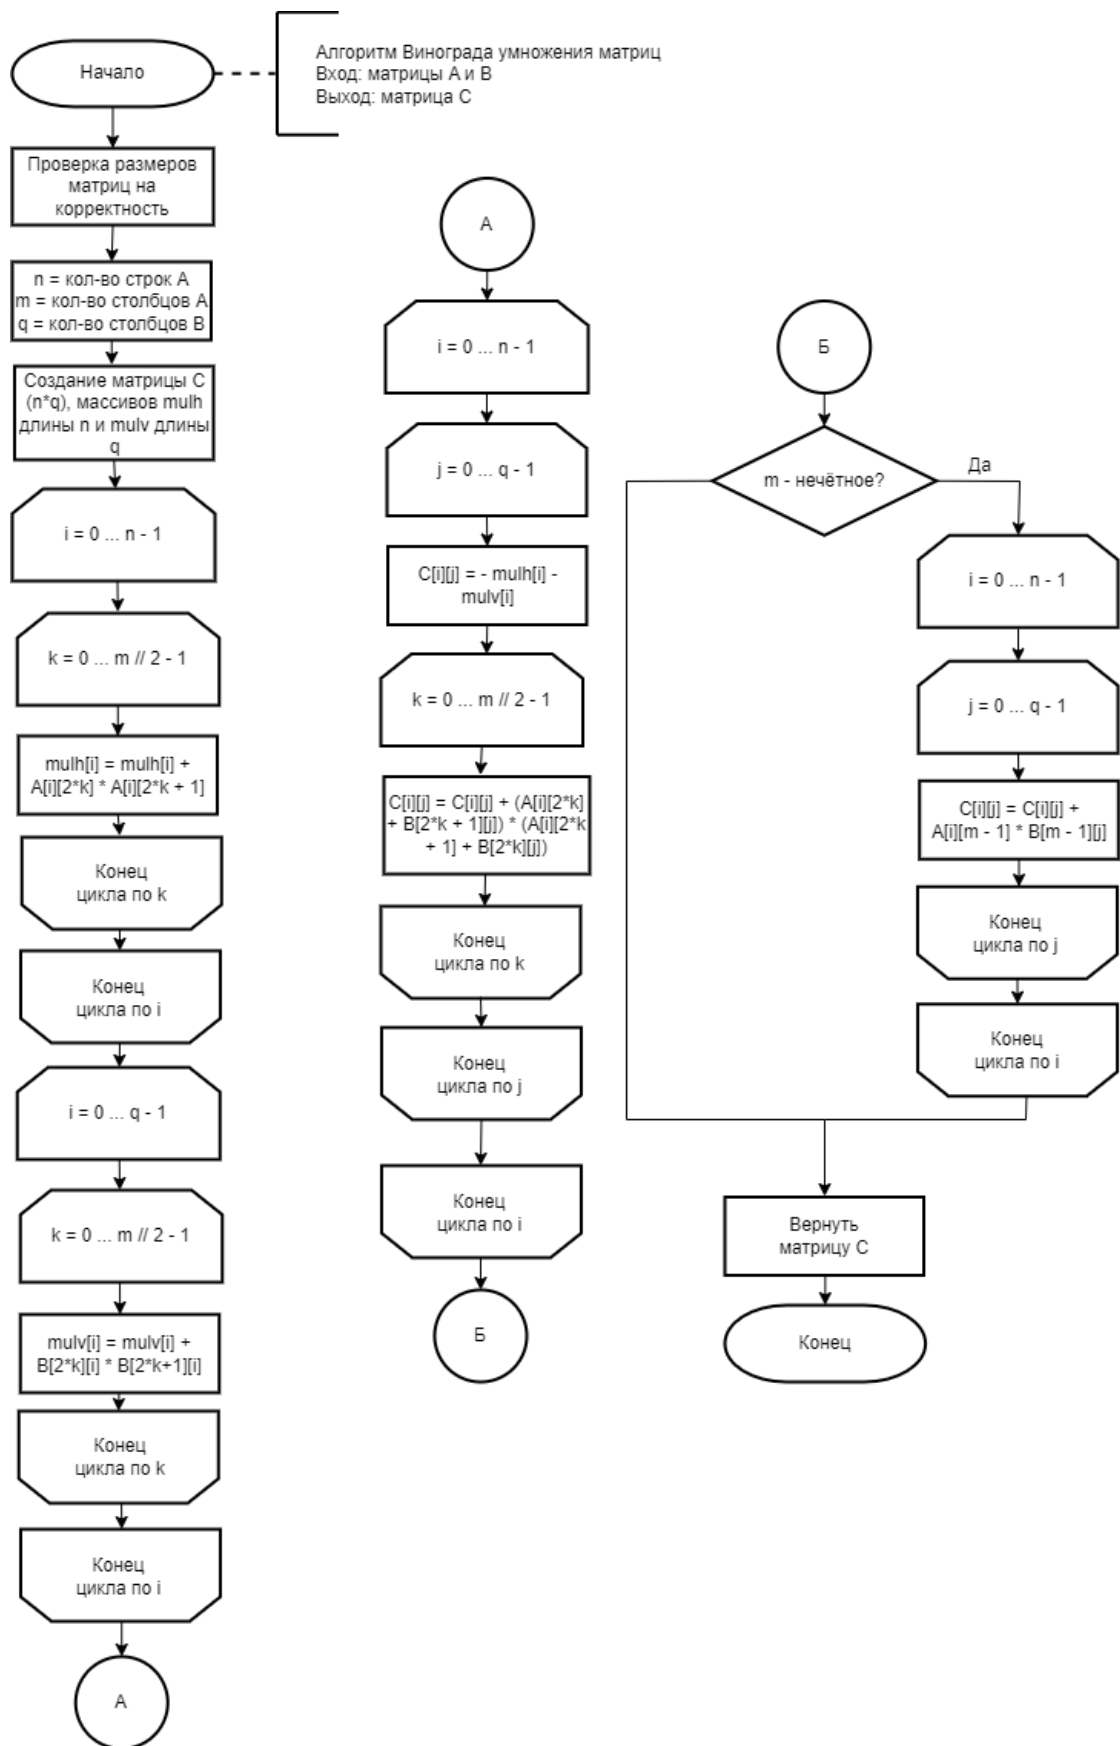 Начало
Алгоритм Винограда умножения матриц
Вход: матрицы A и B
Выход: матрица C
Проверка размеров
матриц на
корректность
n = кол-во строк A
m = кол-во столбцов A
q = кол-во столбцов B
Создание матрицы C
(n*q), массивов mulh
длины n и mulv длины
q
i = 0 ... n - 1
k = 0 ... m // 2 - 1
mulh[i] = mulh[i] +
A[i][2*k] * A[i][2*k + 1]
Конец
цикла по k
Конец
цикла по i
i = 0 ... q - 1
k = 0 ... m // 2 - 1
mulv[i] = mulv[i] +
B[2*k][i] * B[2*k+1][i]
Конец
цикла по k
Конец
цикла по i
А
А
i = 0 ... n - 1
j = 0 ... q - 1
C[i][j] = - mulh[i] -
mulv[i]
k = 0 ... m // 2 - 1
C[i][j] = C[i][j] + (A[i][2*k]
+ B[2*k + 1][j]) * (A[i][2*k
+ 1] + B[2*k][j])
Конец
цикла по k
Конец
цикла по j
Конец
цикла по i
Б
Б
m - нечётное?
Да
i = 0 ... n - 1
j = 0 ... q - 1
C[i][j] = C[i][j] +
A[i][m - 1] * B[m - 1][j]
Конец
цикла по j
Конец
цикла по i
Вернуть
матрицу C
Конец